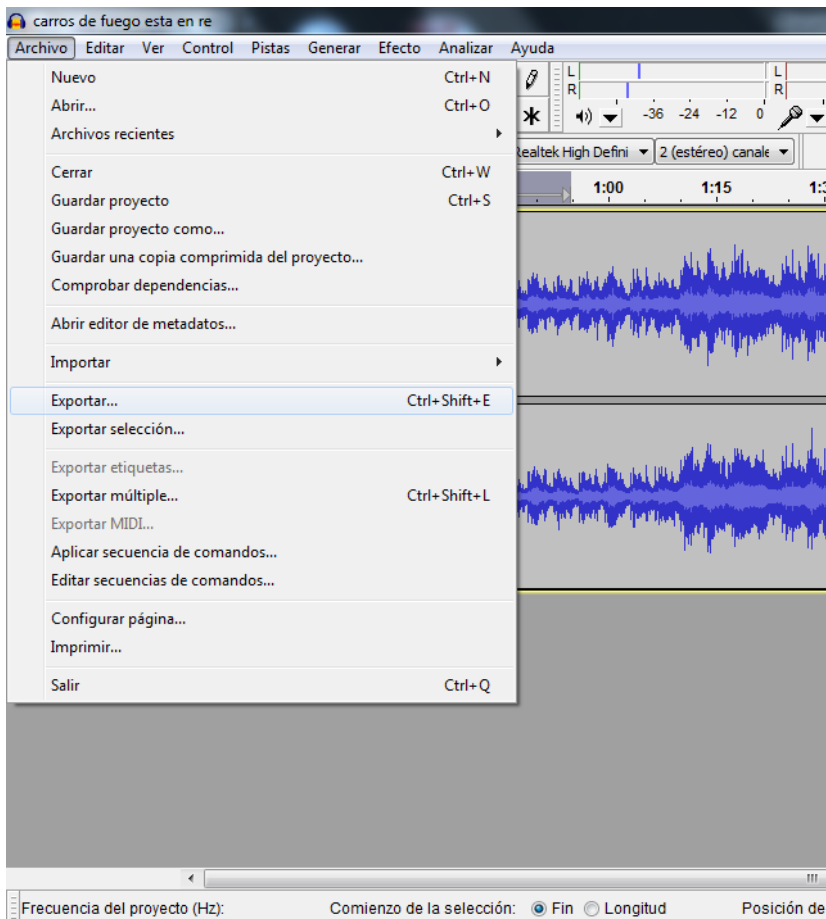 carros de fuego esta en re
Archivo Editar Ver Control Pistas Generar Efecto Analizar Ayuda
Nuevo Ctrl+N
Abrir... Ctrl+O
Archivos recientes
Cerrar Ctrl+W
Guardar proyecto Ctrl+S
Guardar proyecto como...
Guardar una copia comprimida del proyecto...
Comprobar dependencias...
Abrir editor de metadatos...
Importar
Exportar... Ctrl+Shift+E
Exportar selección...
Exportar etiquetas...
Exportar múltiple... Ctrl+Shift+L
Exportar MIDI...
Aplicar secuencia de comandos...
Editar secuencias de comandos...
Configurar página...
Imprimir...
Salir Ctrl+Q
L L
R R
-36 -24 -12 0
Realtek High Defini 2 (estéreo) canale
1:00 1:15
Frecuencia del proyecto (Hz): Comienzo de la selección: Fin Longitud Posición de